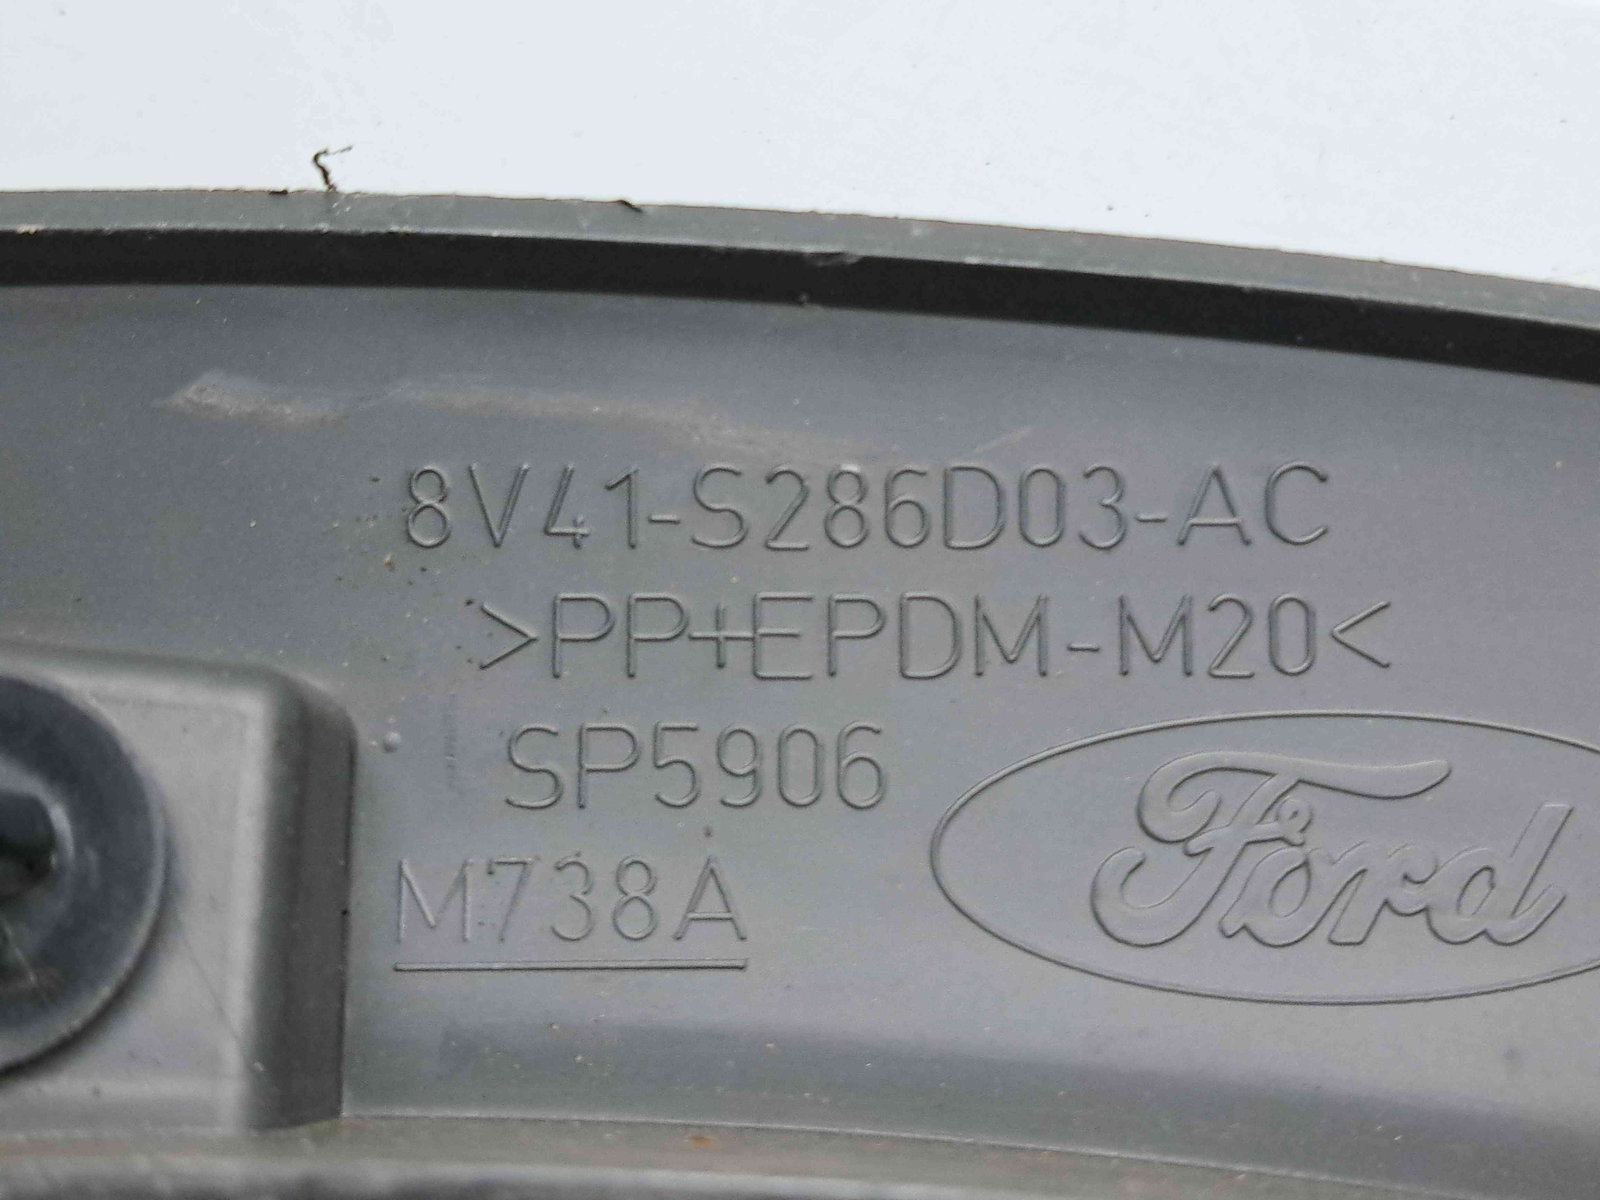 8V41-S286D03-AC
>PP+EPDM-M20<
SP5906
M738A
Ford